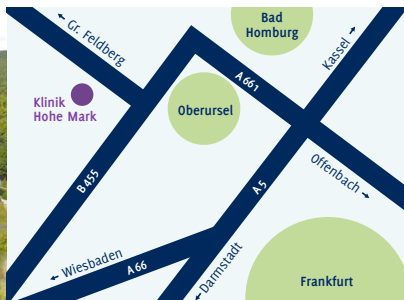 Gr. Feldberg
Bad
Homburg
Kassel
A 661
Klinik
Hohe Mark
Oberursel
B 455
A 5
Offenbach
Wiesbaden
A 66
Darmstadt
Frankfurt